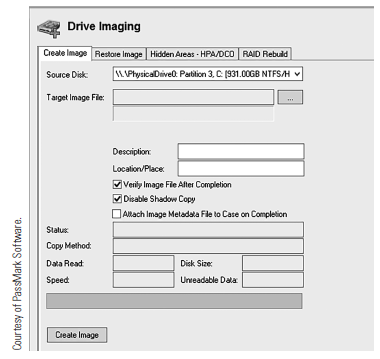 Drive Imaging
Create Image Restore Image Hidden Areas - HPA/DCO RAID Rebuild
Source Disk: \\.\PhysicalDrive0: Partition 3, C: [931.00GB NTFS/H
Target Image File: ...
Description:
Location/Place:
Verify Image File After Completion
Disable Shadow Copy
Attach Image Metadata File to Case on Completion
Status:
Copy Method:
Data Read: Disk Size:
Speed: Unreadable Data:
Create Image
Courtesy of PassMark Software.